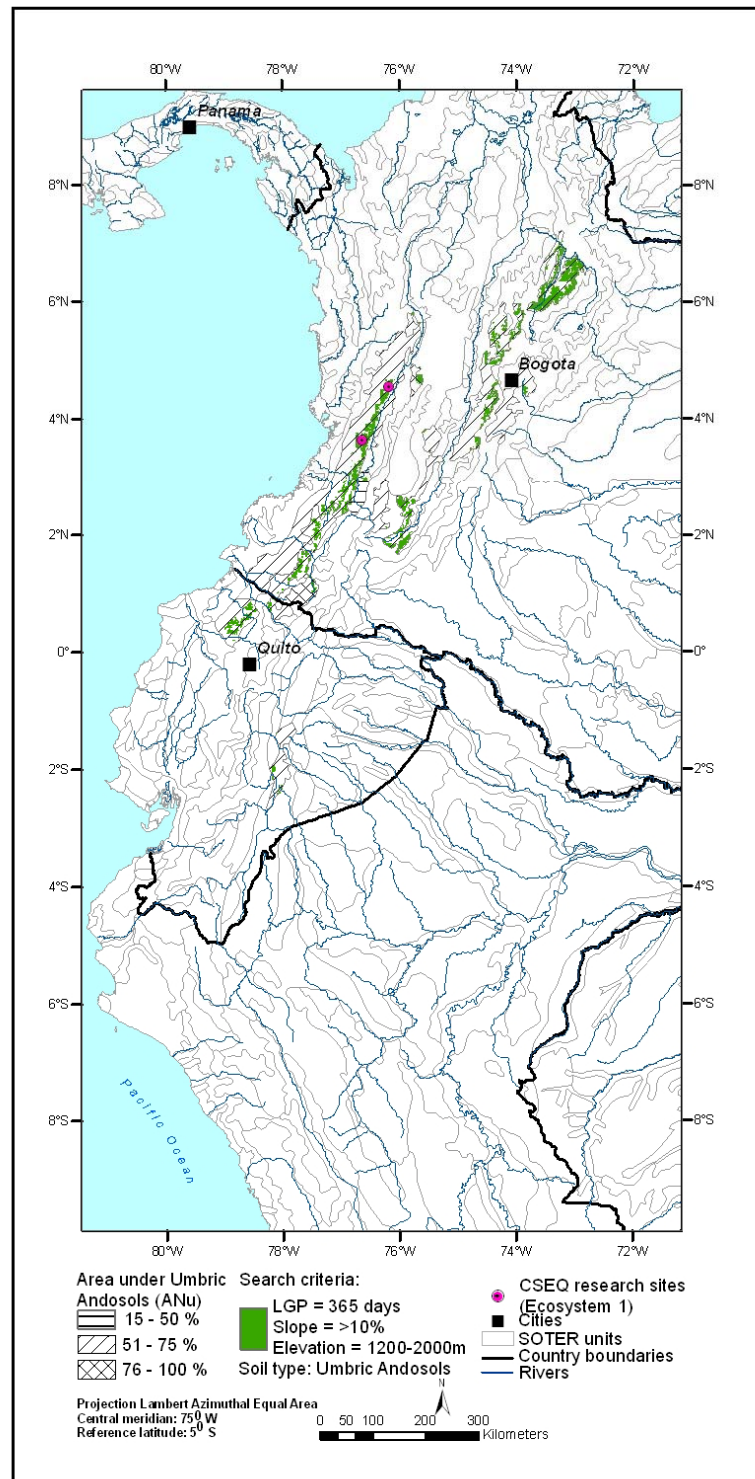 80°W 78°W 76°W 74°W 72°W
Panama
8°N 8°N
6°N 6°N
Bogota
4°N 4°N
2°N 2°N
0° 0°
Quito
2°S 2°S
4°S 4°S
6°S 6°S
Pacific Ocean
8°S 8°S
80°W 78°W 76°W 74°W 72°W
Area under Umbric
Andosols (ANu)
15 - 50 %
51 - 75 %
76 - 100 %
Search criteria:
LGP = 365 days
Slope = >10%
Elevation = 1200-2000m
Soil type: Umbric Andosols
CSEQ research sites
(Ecosystem 1)
Cities
SOTER units
Country boundaries
Rivers
Projection Lambert Azimuthal Equal Area
Central meridian: 75⁰ W
Reference latitude: 5⁰ S
N
0 50 100 200 300
Kilometers